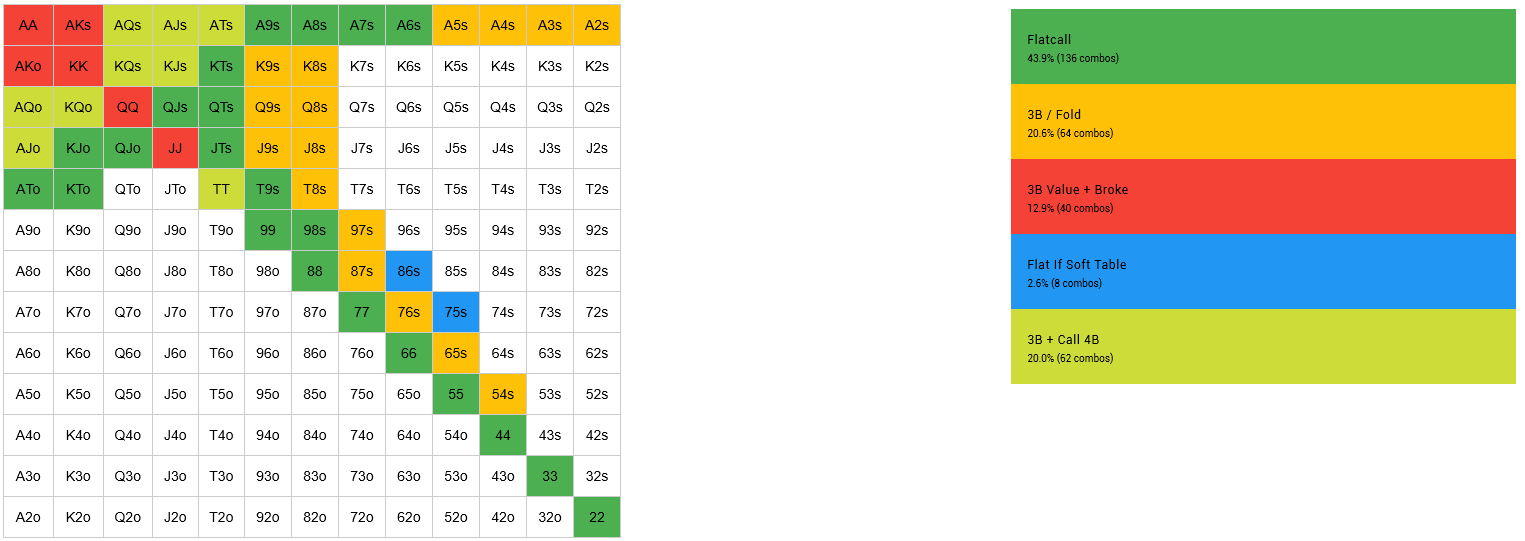 AA AKs AQs AJs ATs A9s A8s A7s A6s A5s A4s A3s A2s
AKo KK KQs KJs KTs K9s K8s K7s K6s K5s K4s K3s K2s
AQo KQo QQ QJs QTs Q9s Q8s Q7s Q6s Q5s Q4s Q3s Q2s
AJo KJo QJo JJ JTs J9s J8s J7s J6s J5s J4s J3s J2s
ATo KTo QTo JTo TT T9s T8s T7s T6s T5s T4s T3s T2s
A9o K9o Q9o J9o T9o 99 98s 97s 96s 95s 94s 93s 92s
A8o K8o Q8o J8o T8o 98o 88 87s 86s 85s 84s 83s 82s
A7o K7o Q7o J7o T7o 97o 87o 77 76s 75s 74s 73s 72s
A6o K6o Q6o J6o T6o 96o 86o 76o 66 65s 64s 63s 62s
A5o K5o Q5o J5o T5o 95o 85o 75o 65o 55 54s 53s 52s
A4o K4o Q4o J4o T4o 94o 84o 74o 64o 54o 44 43s 42s
A3o K3o Q3o J3o T3o 93o 83o 73o 63o 53o 43o 33 32s
A2o K2o Q2o J2o T2o 92o 82o 72o 62o 52o 42o 32o 22
Flatcall
43.9% (136 combos)
3B / Fold
20.6% (64 combos)
3B Value + Broke
12.9% (40 combos)
Flat If Soft Table
2.6% (8 combos)
3B + Call 4B
20.0% (62 combos)